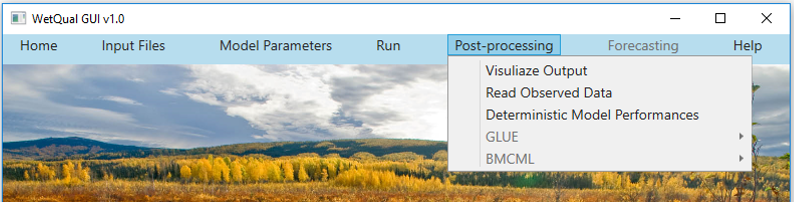 WetQual GUI v1.0
Home Input Files Model Parameters Run Post-processing Forecasting Help
Visuliaze Output
Read Observed Data
Deterministic Model Performances
GLUE
BMCML